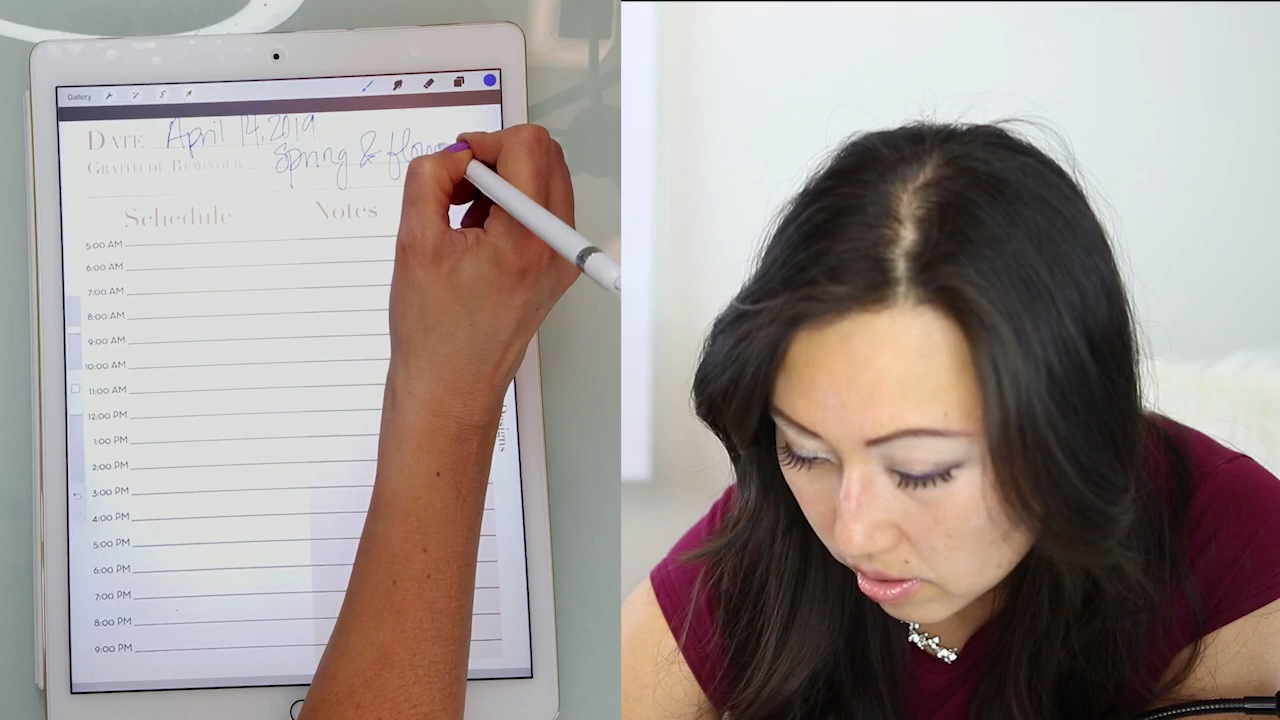 Gallery
DATE April 14, 2019
GRATITUDE REMINDER Spring &
Schedule Notes
5:00 AM
6:00 AM
7:00 AM
8:00 AM
9:00 AM
10:00 AM
11:00 AM
12:00 PM
1:00 PM
2:00 PM
3:00 PM
4:00 PM
5:00 PM
6:00 PM
7:00 PM
8:00 PM
9:00 PM
Designs